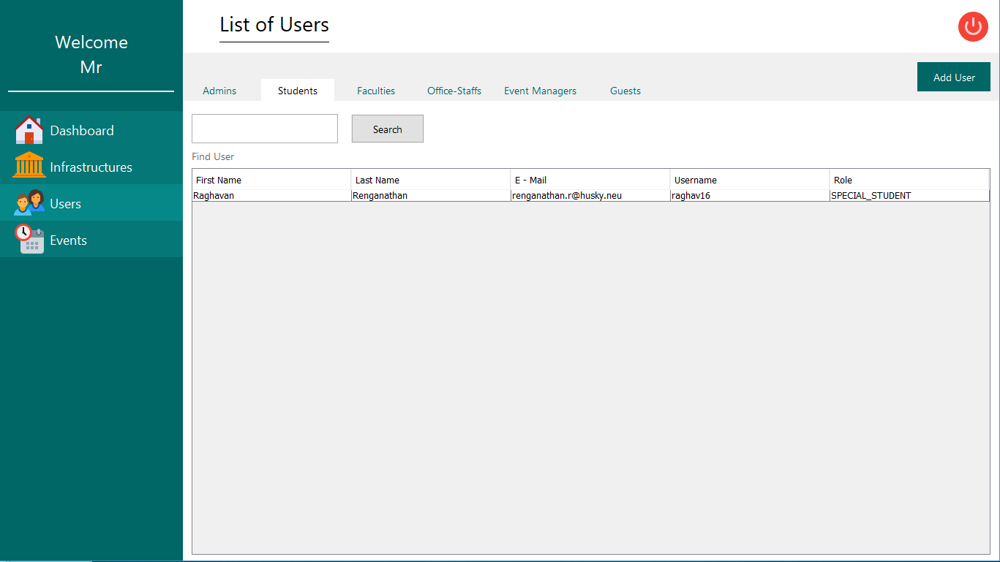 Welcome
Mr
Dashboard
Infrastructures
Users
Events
List of Users
Add User
Admins Students Faculties Office-Staffs Event Managers Guests
Search
Find User
First Name Last Name E - Mail Username Role
Raghavan Renganathan renganathan.r@husky.neu raghav16 SPECIAL_STUDENT